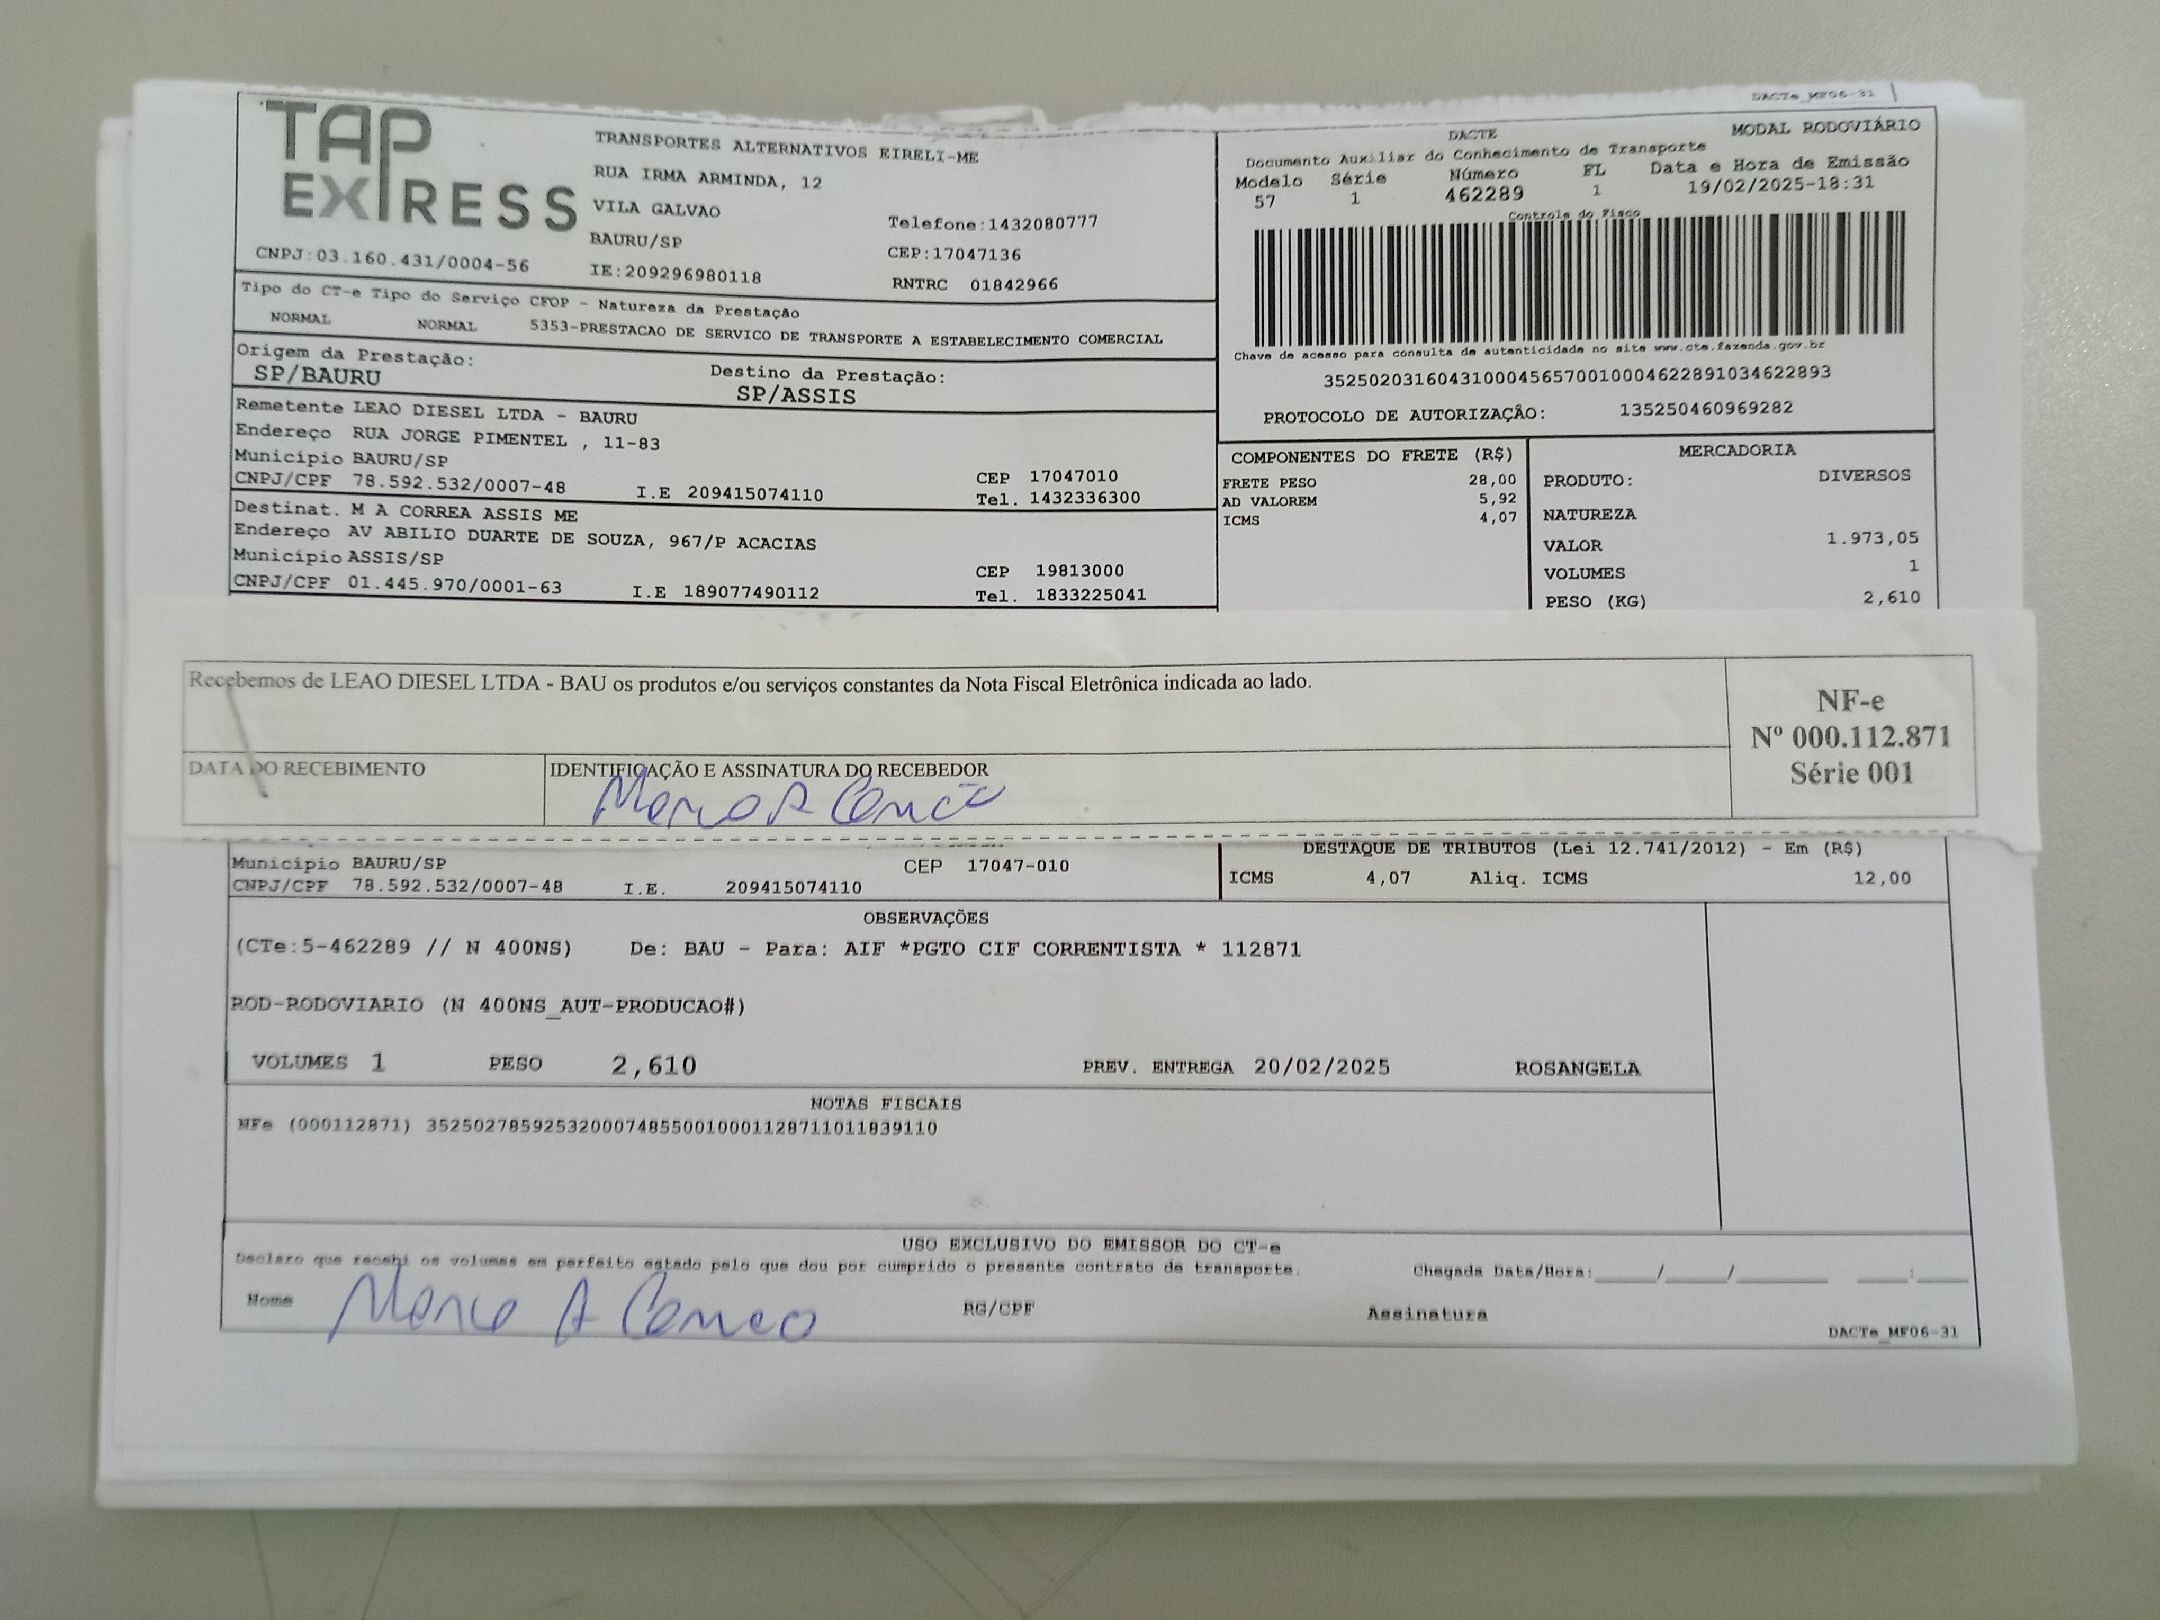 TAP
EXPRESS
CNPJ:03.160.431/0004-56
TRANSPORTES ALTERNATIVOS EIRELI-ME
RUA IRMA ARMINDA, 12
VILA GALVAO
BAURU/SP
IE:209296980118
Telefone:1432080777
CEP:17047136
RNTRC 01842966
DACTe_MF06-31
DACTE MODAL RODOVIÁRIO
Documento Auxiliar do Conhecimento de Transporte
Modelo Série Número FL Data e Hora de Emissão
57 1 462289 1 19/02/2025-18:31
Controle do Fisco
Chave de acesso para consulta de autenticidade no site www.cte.fazenda.gov.br
35250203160431000456570010004622891034622893
PROTOCOLO DE AUTORIZAÇÃO: 135250460969282
Tipo do CT-e Tipo do Serviço CFOP - Natureza da Prestação
NORMAL NORMAL 5353-PRESTACAO DE SERVICO DE TRANSPORTE A ESTABELECIMENTO COMERCIAL
Origem da Prestação: Destino da Prestação:
SP/BAURU SP/ASSIS
Remetente LEAO DIESEL LTDA - BAURU
Endereço RUA JORGE PIMENTEL , 11-83
Município BAURU/SP CEP 17047010
CNPJ/CPF 78.592.532/0007-48 I.E 209415074110 Tel. 1432336300
Destinat. M A CORREA ASSIS ME
Endereço AV ABILIO DUARTE DE SOUZA, 967/P ACACIAS
Município ASSIS/SP CEP 19813000
CNPJ/CPF 01.445.970/0001-63 I.E 189077490112 Tel. 1833225041
COMPONENTES DO FRETE (R$)
FRETE PESO 28,00
AD VALOREM 5,92
ICMS 4,07
MERCADORIA
PRODUTO: DIVERSOS
NATUREZA
VALOR 1.973,05
VOLUMES 1
PESO (KG) 2,610
Recebemos de LEAO DIESEL LTDA - BAU os produtos e/ou serviços constantes da Nota Fiscal Eletrônica indicada ao lado.
DATA DO RECEBIMENTO IDENTIFICAÇÃO E ASSINATURA DO RECEBEDOR
NF-e
Nº 000.112.871
Série 001
Município BAURU/SP CEP 17047-010
CNPJ/CPF 78.592.532/0007-48 I.E. 209415074110
DESTAQUE DE TRIBUTOS (Lei 12.741/2012) - Em (R$)
ICMS 4,07 Aliq. ICMS 12,00
OBSERVAÇÕES
(CTe:5-462289 // N 400NS) De: BAU - Para: AIF *PGTO CIF CORRENTISTA * 112871
ROD-RODOVIARIO (N 400NS_AUT-PRODUCAO#)
VOLUMES 1 PESO 2,610 PREV. ENTREGA 20/02/2025 ROSANGELA
NOTAS FISCAIS
NFe (000112871) 35250278592532000748550010001128711011839110
USO EXCLUSIVO DO EMISSOR DO CT-e
Declaro que recebi os volumes em perfeito estado pelo que dou por cumprido o presente contrato de transporte.
Chegada Data/Hora:_____/_____/________ _____:_____
Nome RG/CPF Assinatura
DACTe_MF06-31